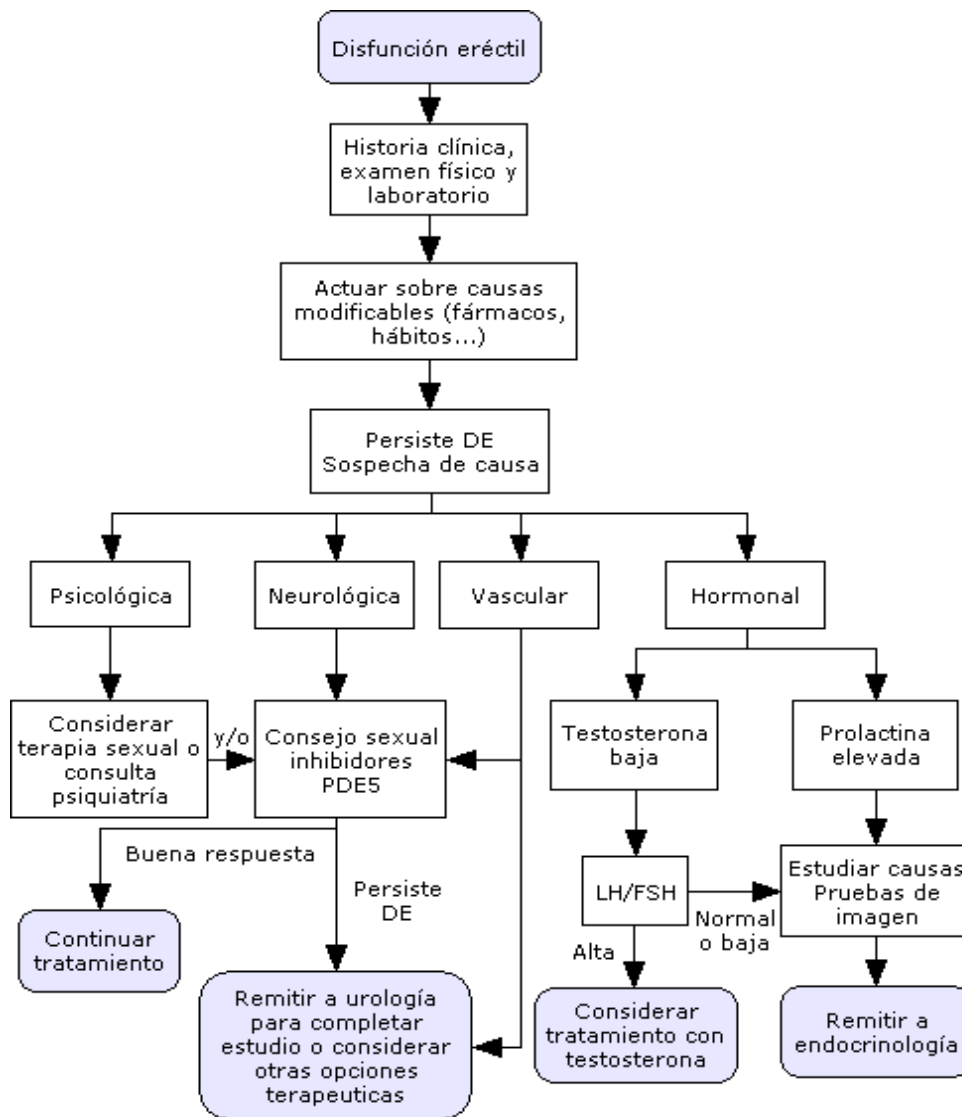 Disfunción eréctil
Historia clínica,
examen físico y
laboratorio
Actuar sobre causas
modificables (fármacos,
hábitos...)
Persiste DE
Sospecha de causa
Psicológica
Neurológica
Vascular
Hormonal
Considerar
terapia sexual o
consulta
psiquiatría
y/o
Consejo sexual
inhibidores
PDE5
Testosterona
baja
Prolactina
elevada
Buena respuesta
Persiste
DE
LH/FSH
Normal
o baja
Alta
Estudiar causas
Pruebas de
imagen
Continuar
tratamiento
Remitir a urología
para completar
estudio o considerar
otras opciones
terapeuticas
Considerar
tratamiento con
testosterona
Remitir a
endocrinología